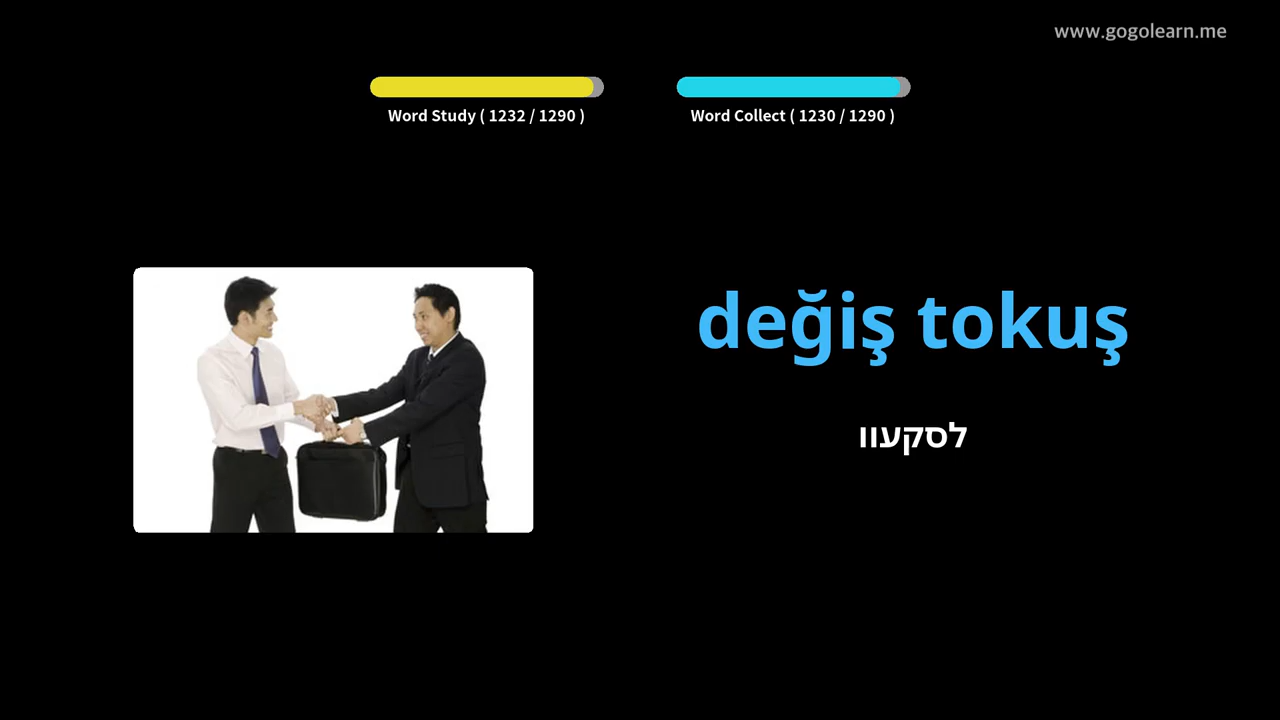 www.gogolearn.me
Word Study ( 1232 / 1290 )
Word Collect ( 1230 / 1290 )
değiş tokuş
לסקעוו